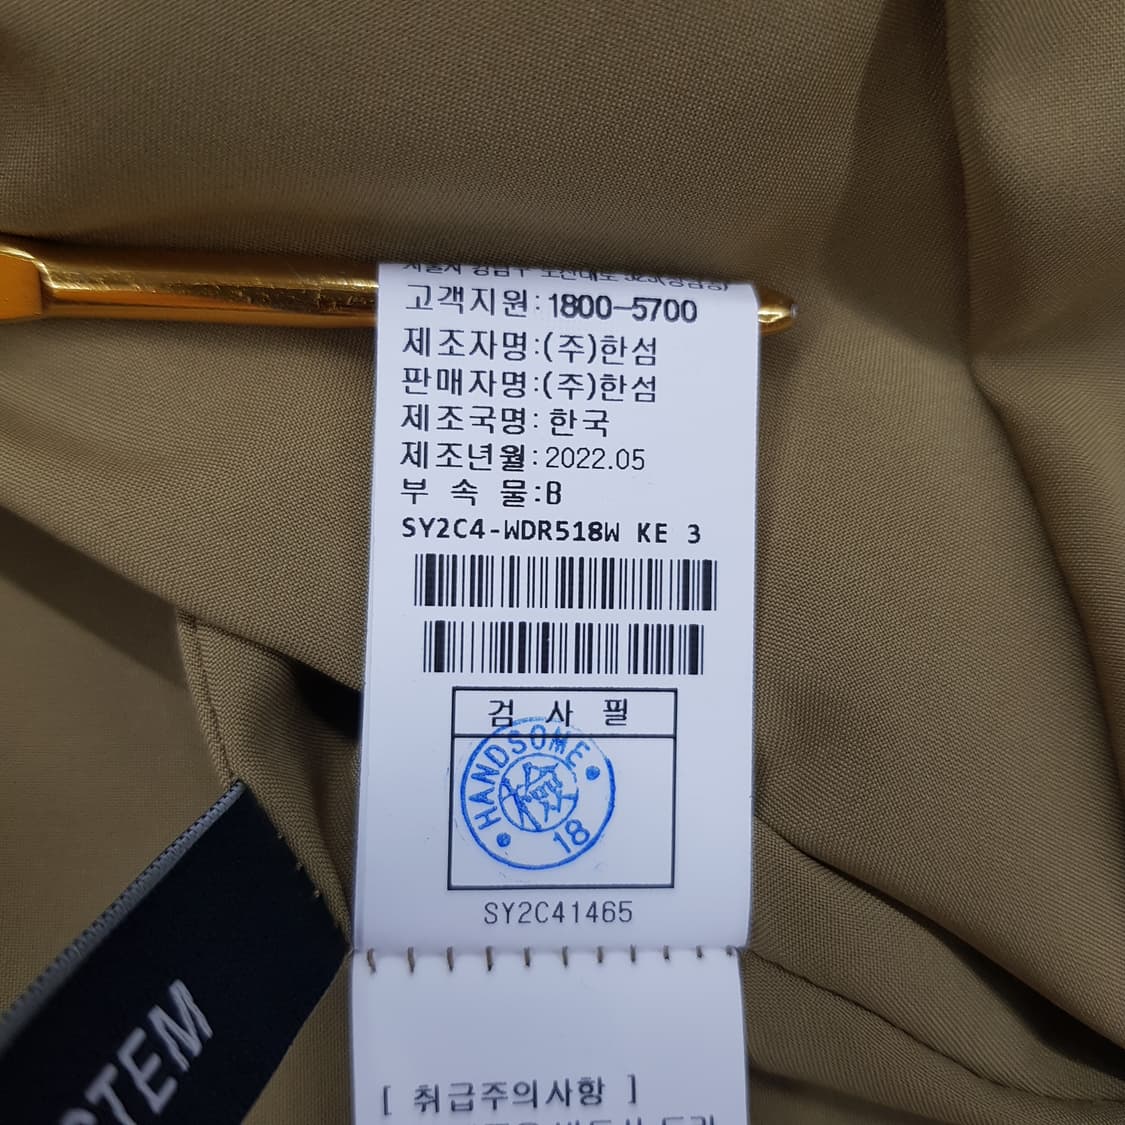 고객지원:1800-5700
제조자명:(주)한섬
판매자명:(주)한섬
제조국명: 한국
제조년월:2022.05
부 속 물:B
SY2C4-WDR518W KE 3
검 사 필
HANDSOME
18
SY2C41465
TEM
[ 취급주의사항 ]